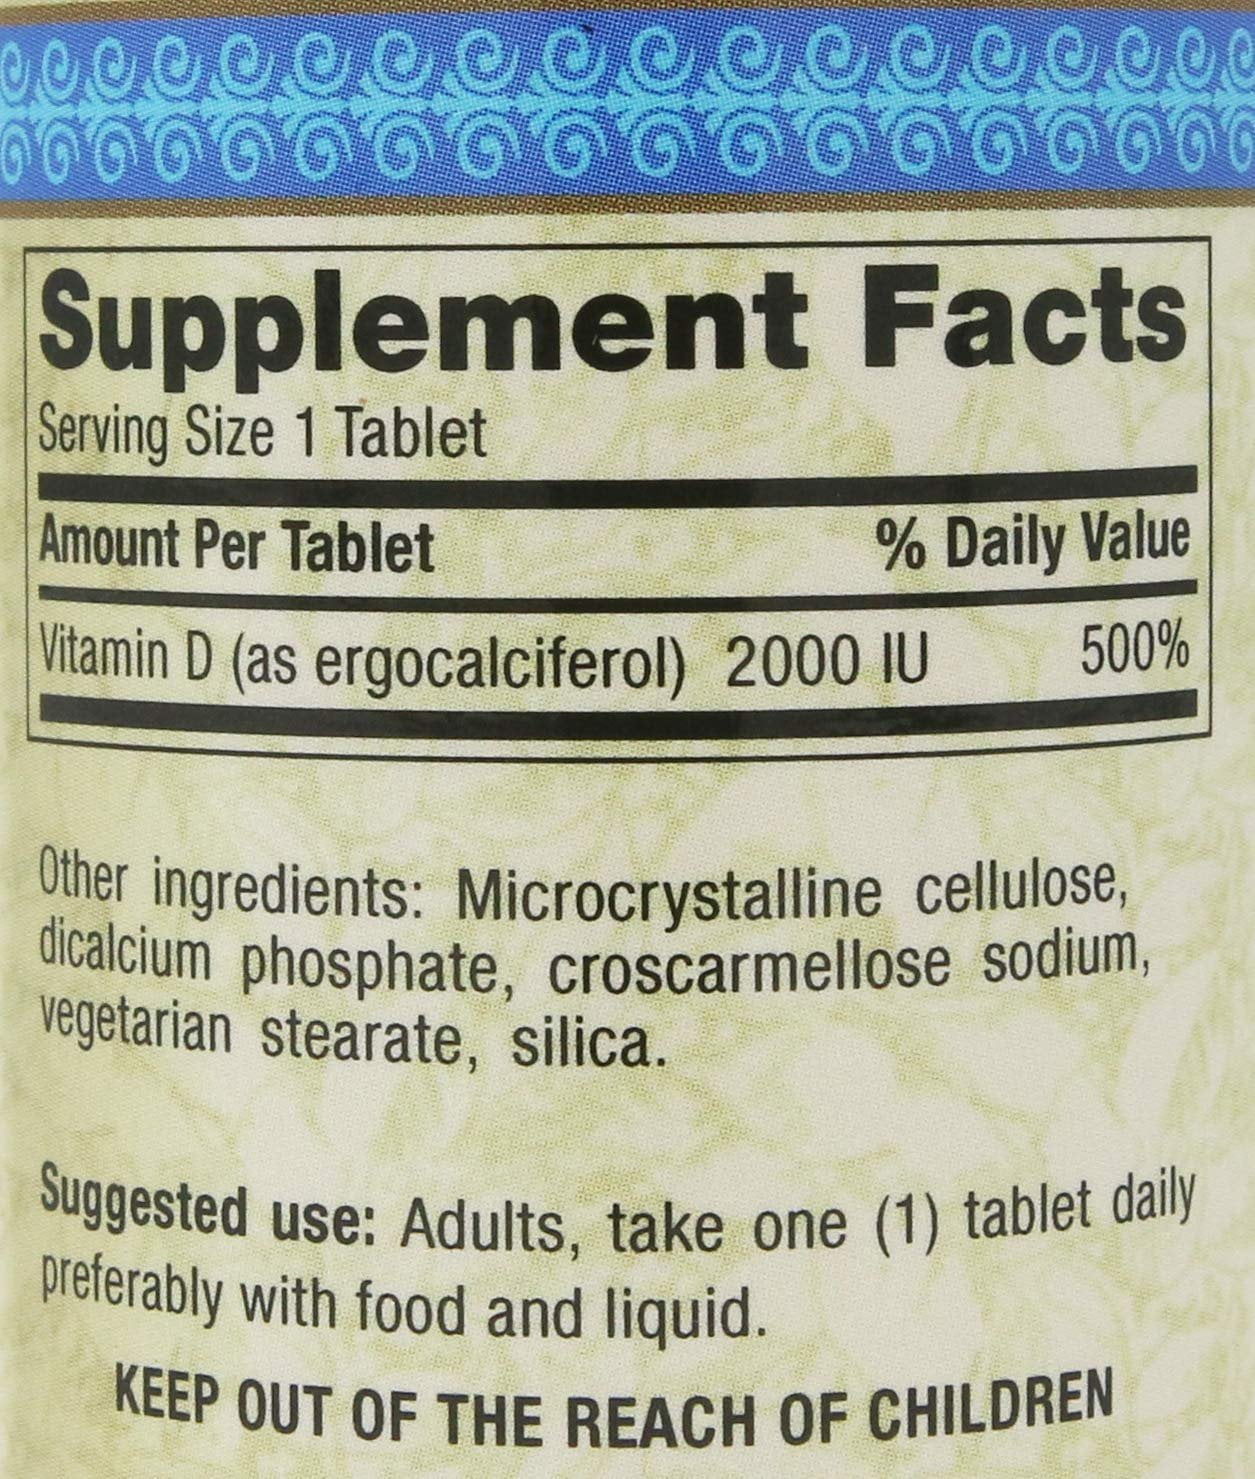 Supplement Facts
Serving Size 1 Tablet
Amount Per Tablet % Daily Value
Vitamin D (as ergocalciferol) 2000 IU 500%
Other ingredients: Microcrystalline cellulose,
dicalcium phosphate, croscarmellose sodium,
vegetarian stearate, silica.
Suggested use: Adults, take one (1) tablet daily
preferably with food and liquid.
KEEP OUT OF THE REACH OF CHILDREN